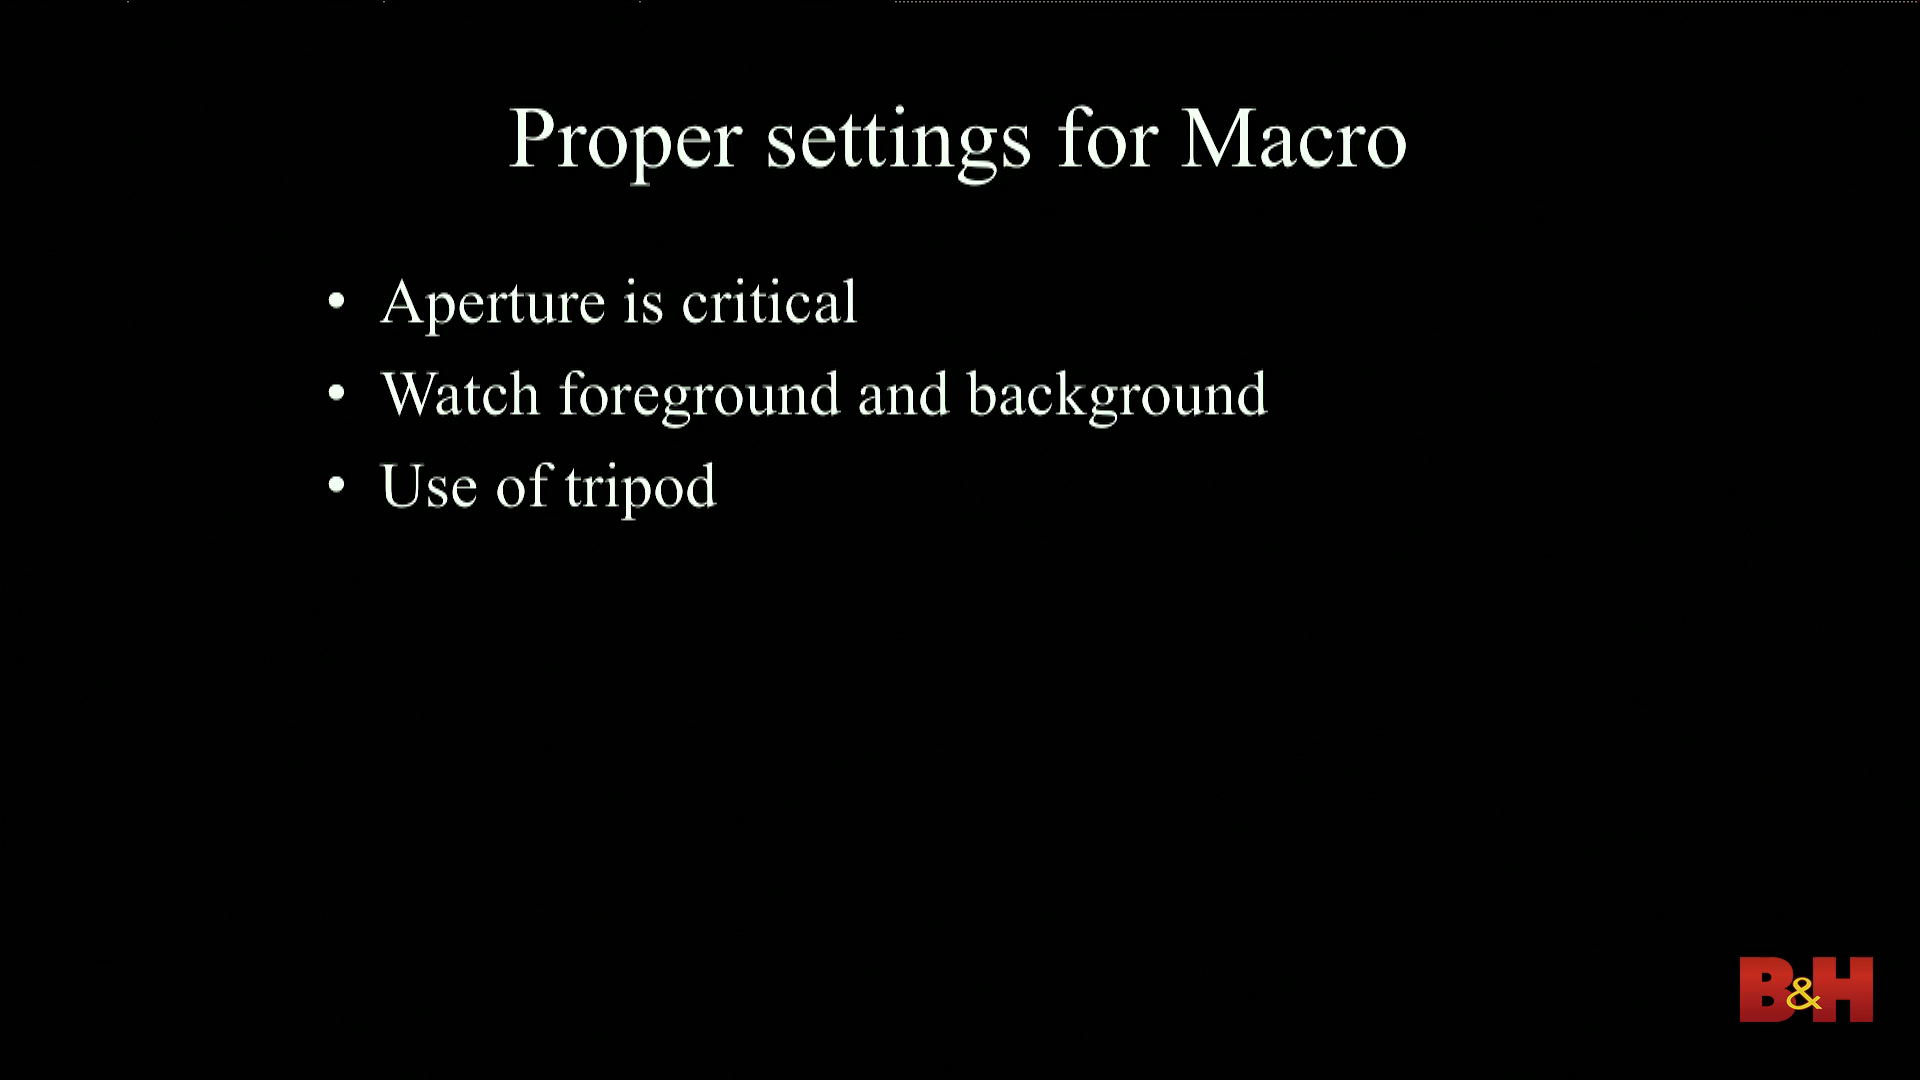 Proper settings for Macro
• Aperture is critical
• Watch foreground and background
• Use of tripod
B&H